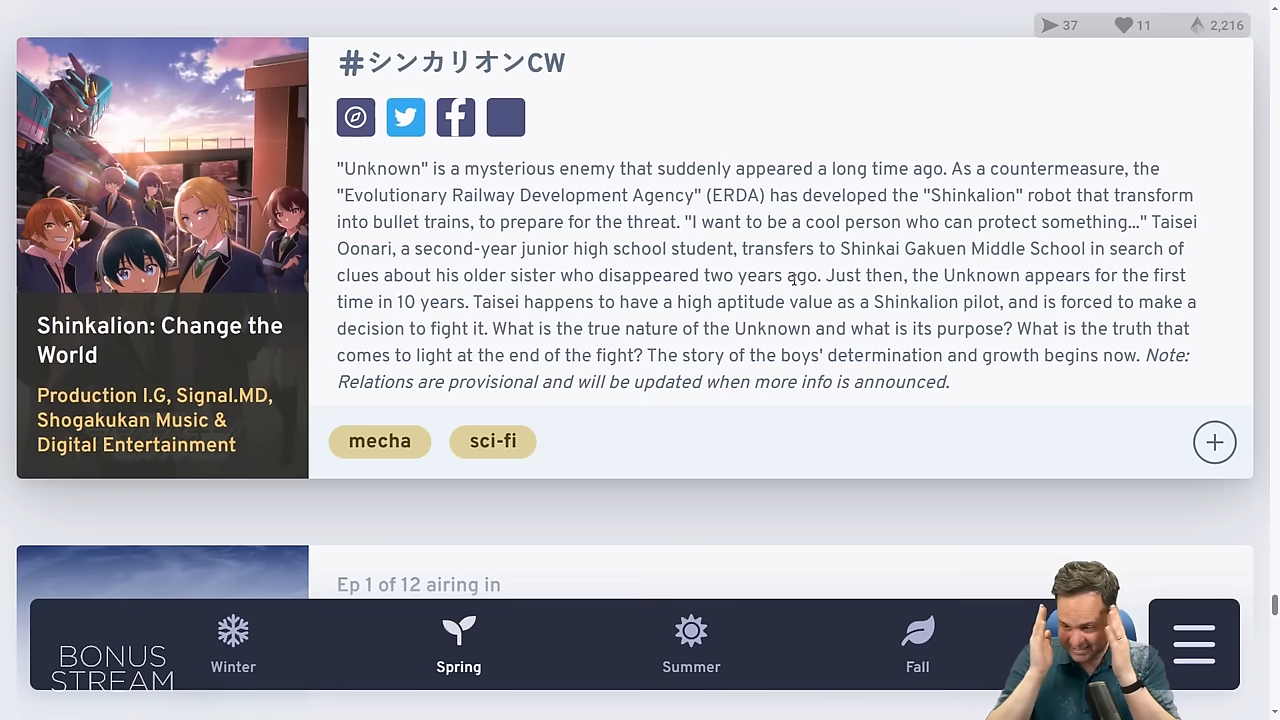 37 11 2,216
#シンカリオンCW
"Unknown" is a mysterious enemy that suddenly appeared a long time ago. As a countermeasure, the
"Evolutionary Railway Development Agency" (ERDA) has developed the "Shinkalion" robot that transform
into bullet trains, to prepare for the threat. "I want to be a cool person who can protect something..." Taisei
Oonari, a second-year junior high school student, transfers to Shinkai Gakuen Middle School in search of
clues about his older sister who disappeared two years ago. Just then, the Unknown appears for the first
time in 10 years. Taisei happens to have a high aptitude value as a Shinkalion pilot, and is forced to make a
decision to fight it. What is the true nature of the Unknown and what is its purpose? What is the truth that
comes to light at the end of the fight? The story of the boys' determination and growth begins now. Note:
Relations are provisional and will be updated when more info is announced.
Shinkalion: Change the
World
Production I.G, Signal.MD,
Shogakukan Music &
Digital Entertainment
mecha sci-fi
Ep 1 of 12 airing in
BONUS
STREAM
Winter Spring Summer Fall